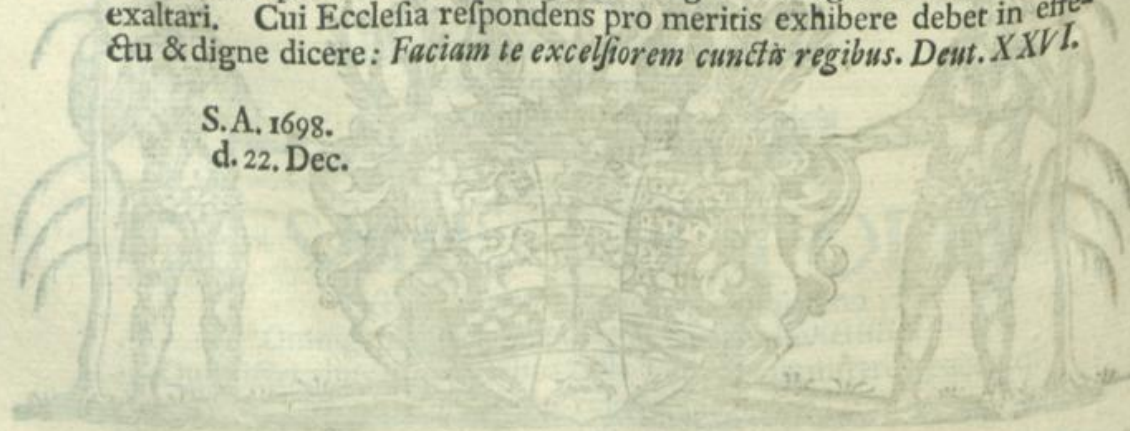 exaltari. Cui Ecclesia reſpondens pro meritis exhibere debet in effe-
ctu & digne dicere: Faciam te excelſiorem cunctis regibus. Deut. XXVI.
S. A. 1698.
d. 22. Dec.